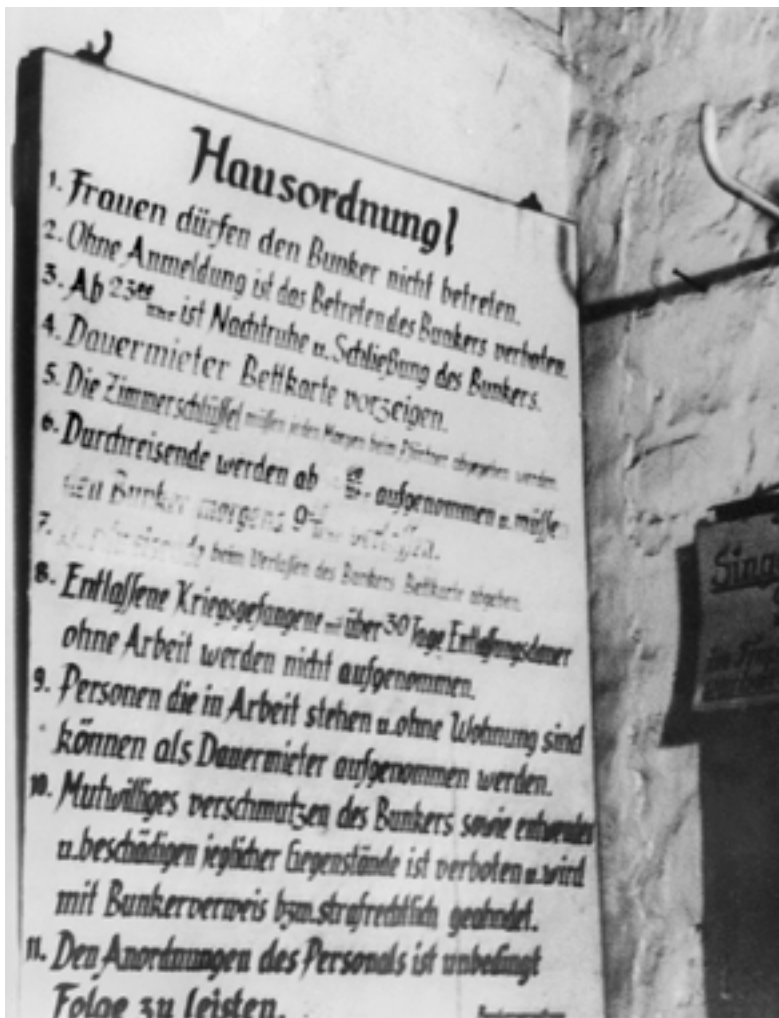 Hausordnung!
1. Frauen dürfen den Bunker nicht betreten.
2. Ohne Anmeldung ist das Betreten des Bunkers verboten.
3. Ab 23 Uhr ist Nachtruhe u. Schließung des Bunkers.
4. Dauermieter Bettkarte vorzeigen.
5. Die Zimmerschlüssel müssen jeden Morgen beim Pförtner abgegeben werden.
6. Durchreisende werden ab aufgenommen u. müssen
den Bunker morgens 9 Uhr verlassen.
7. Durchreisende beim Verlassen des Bunkers Bettkarte abgeben.
8. Entlassene Kriegsgefangene mit über 30 Tage Entlassungsdauer
ohne Arbeit werden nicht aufgenommen.
9. Personen die in Arbeit stehen u. ohne Wohnung sind
können als Dauermieter aufgenommen werden.
10. Mutwilliges verschmutzen des Bunkers sowie entwenden
u. beschädigen jeglicher Gegenstände ist verboten u. wird
mit Bunkerverweis bzw. strafrechtlich geahndet.
11. Den Anordnungen des Personals ist unbedingt
Folge zu leisten.